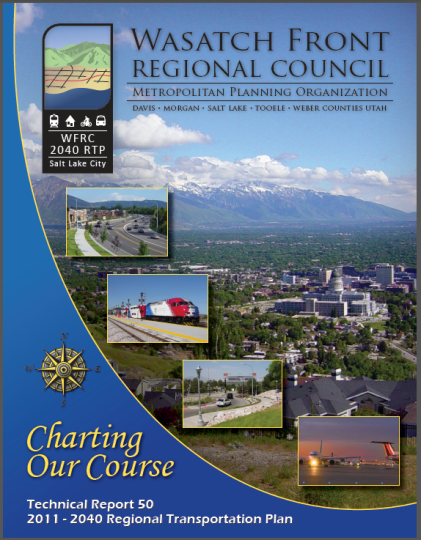 WASATCH FRONT
REGIONAL COUNCIL
METROPOLITAN PLANNING ORGANIZATION
DAVIS • MORGAN • SALT LAKE • TOOELE • WEBER COUNTIES UTAH
WFRC
2040 RTP
Salt Lake City
Charting
Our Course
Technical Report 50
2011 - 2040 Regional Transportation Plan